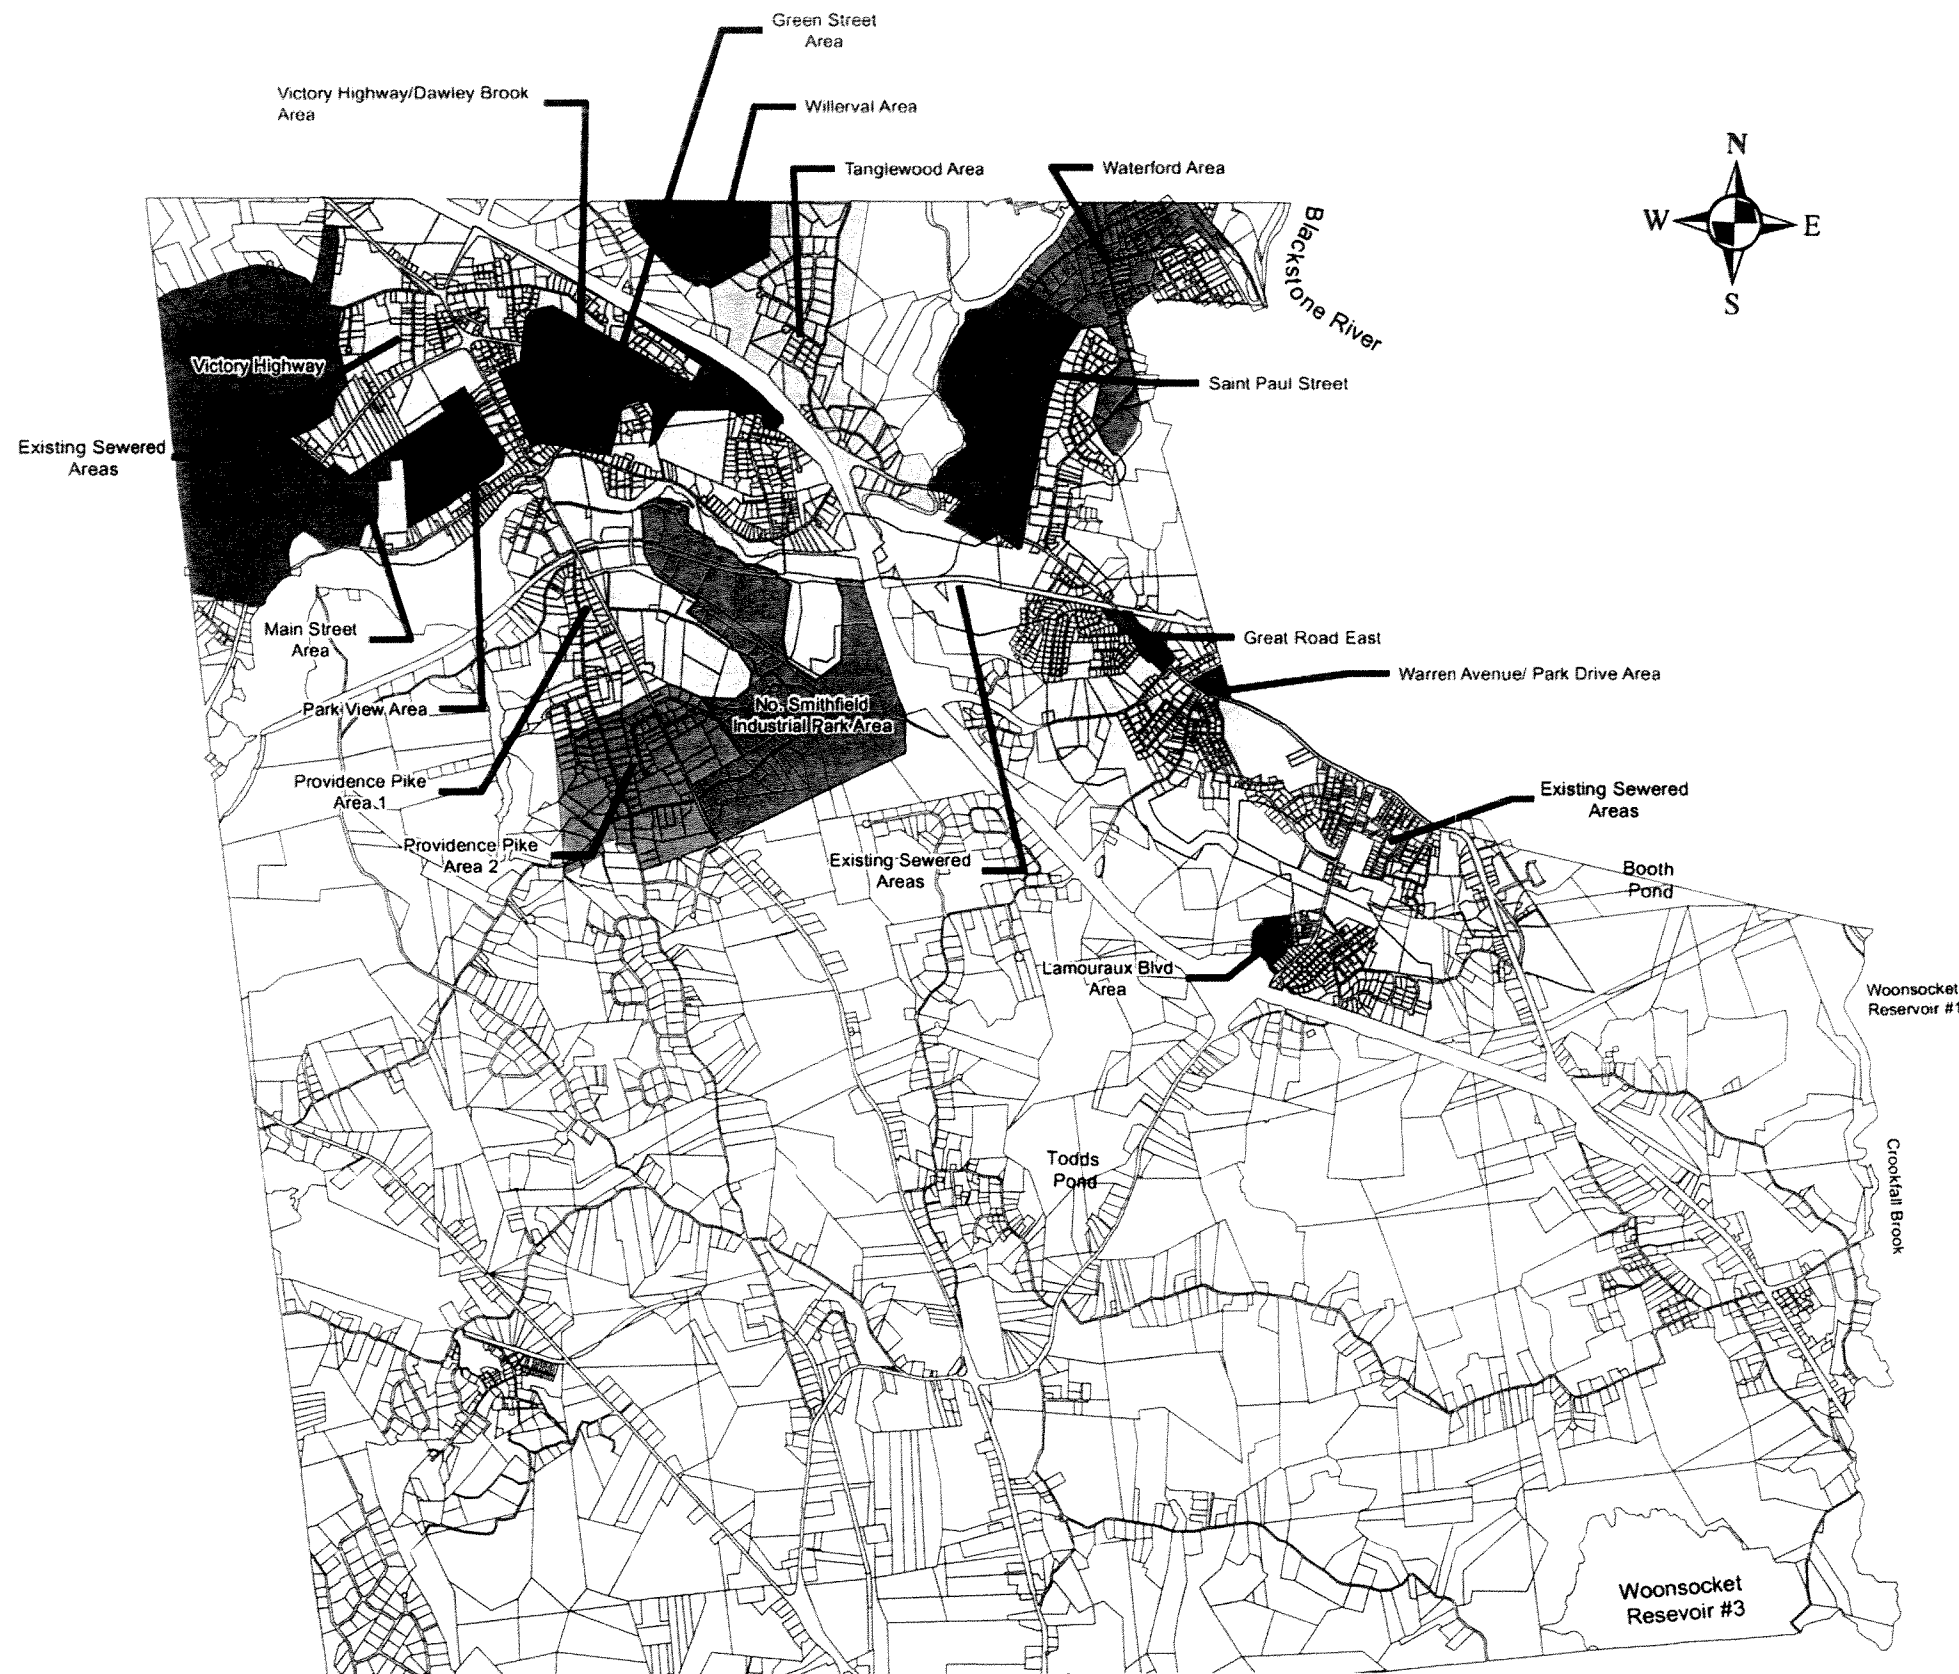 Green Street
Area
Victory Highway/Dawley Brook
Area
Willerval Area
Tanglewood Area
Waterford Area
N
W
E
S
Blackstone River
Victory Highway
Saint Paul Street
Existing Sewered
Areas
Main Street
Area
Great Road East
Warren Avenue/ Park Drive Area
Park View Area
No. Smithfield
Industrial Park Area
Providence Pike
Area 1
Existing Sewered
Areas
Providence Pike
Area 2
Existing Sewered
Areas
Booth
Pond
Lamouraux Blvd
Area
Woonsocket
Reservoir #1
Todds
Pond
Crookfall Brook
Woonsocket
Resevoir #3